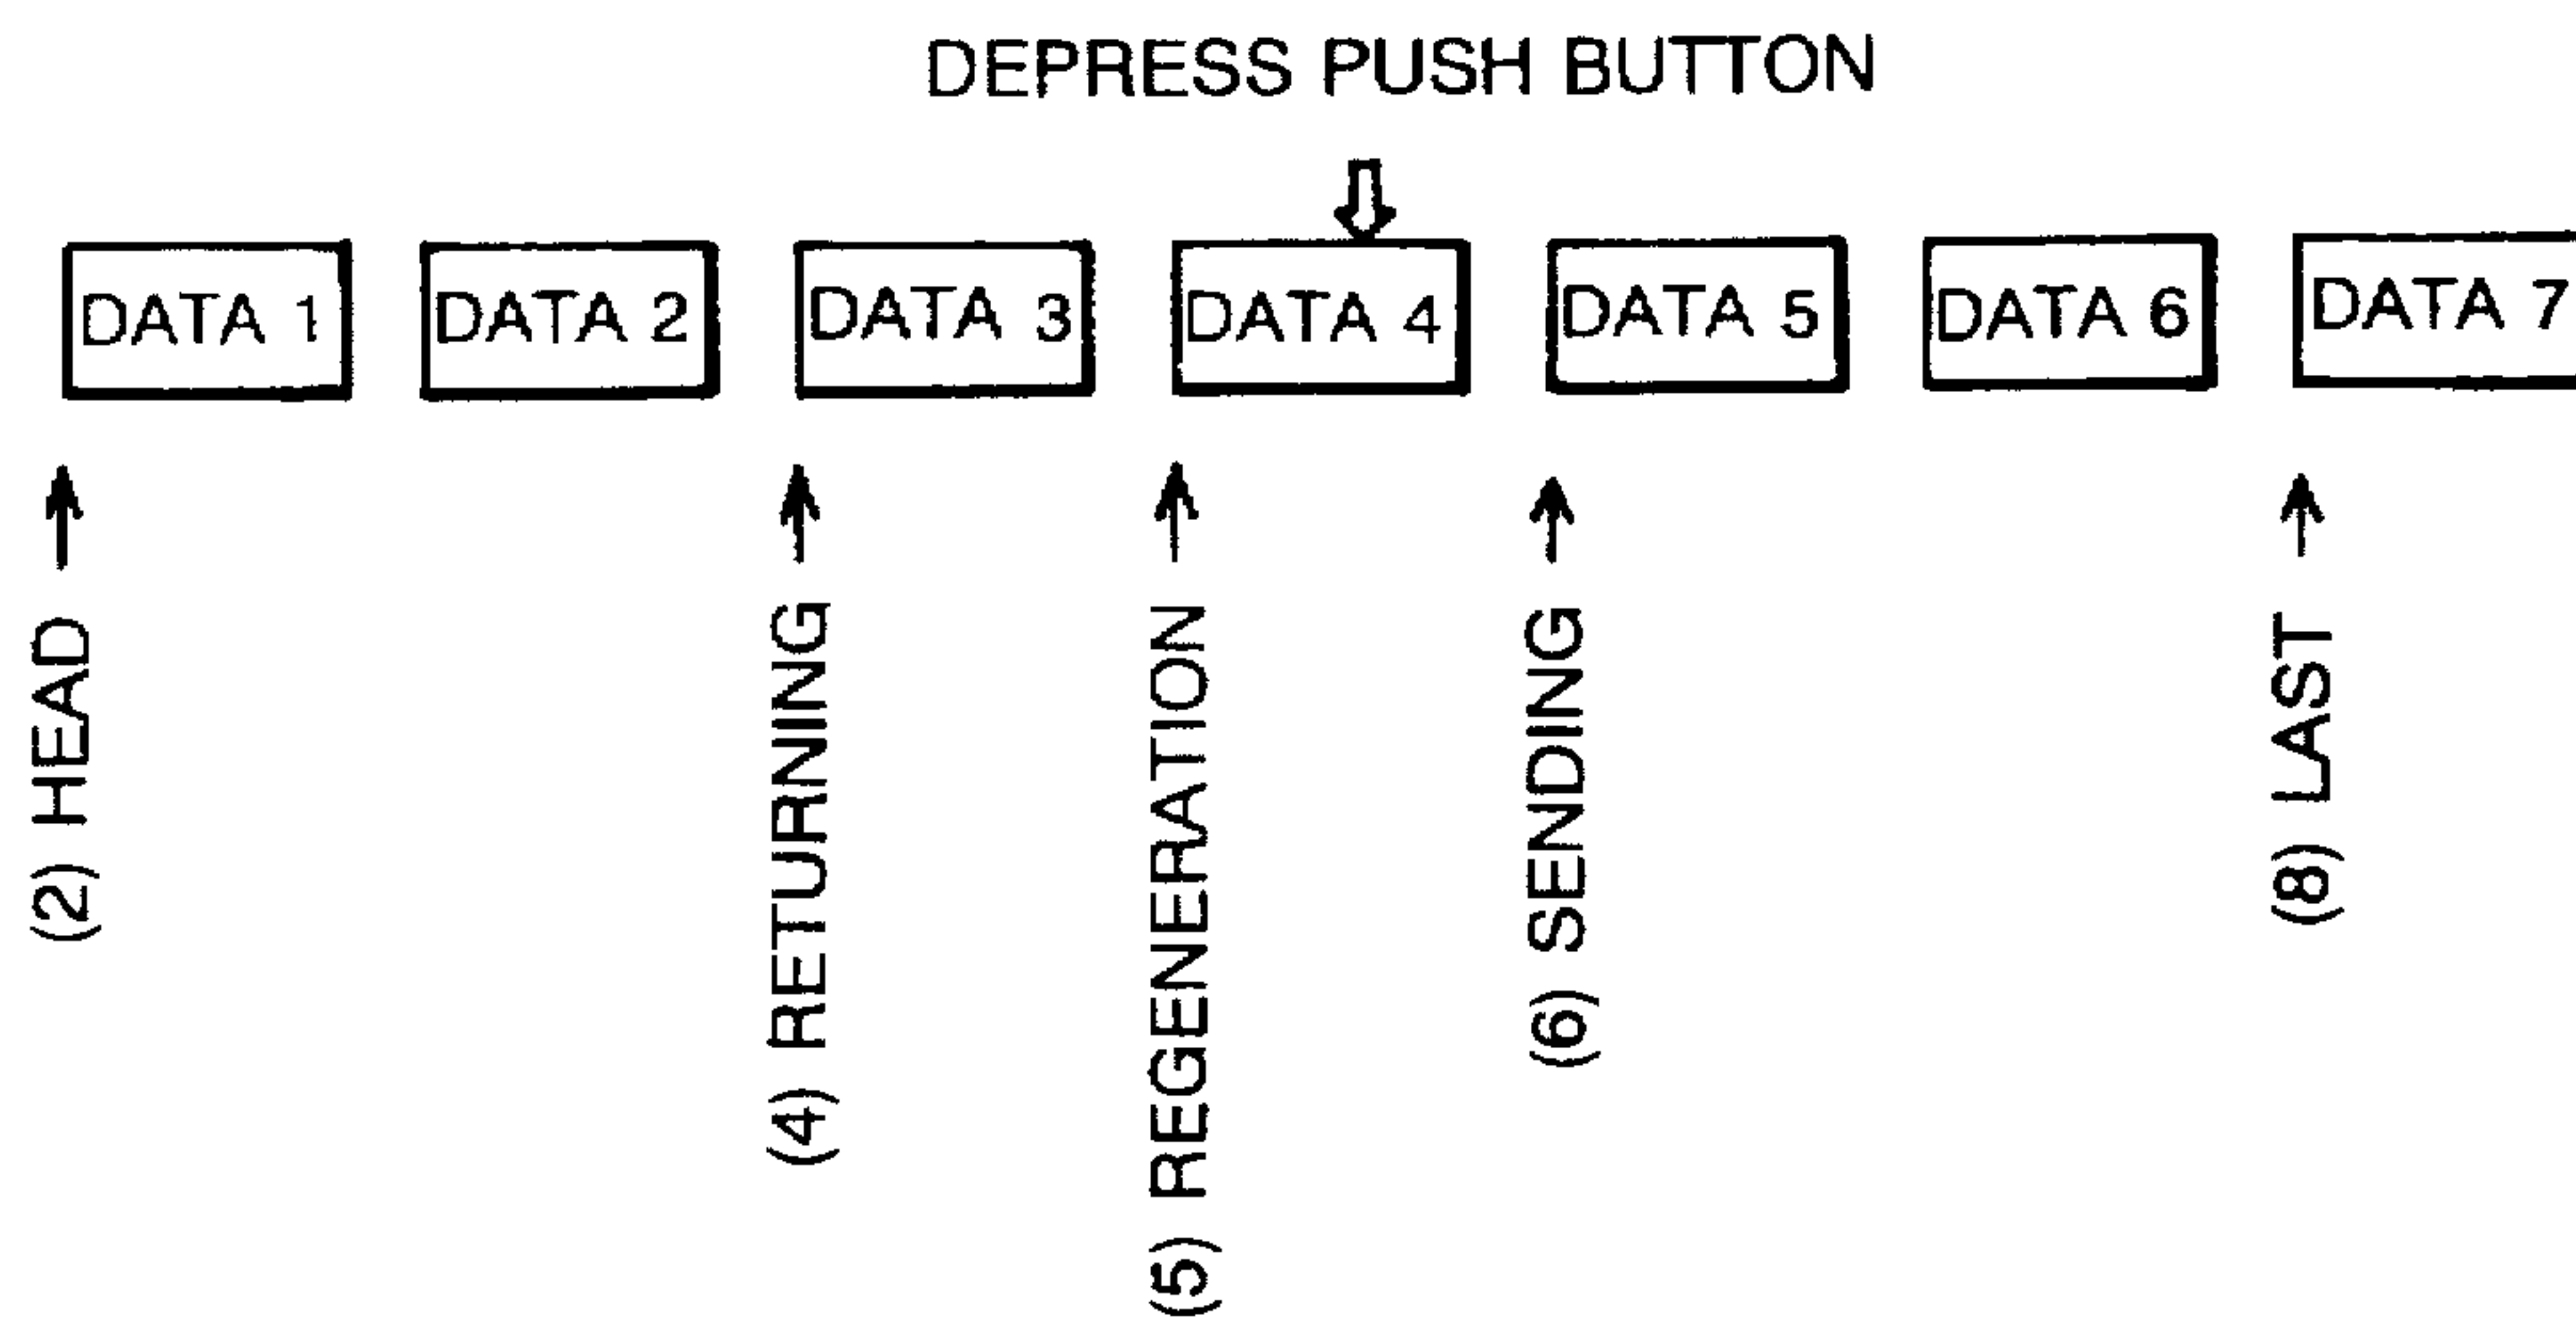 DEPRESS PUSH BUTTON
DATA 1 DATA 2 DATA 3 DATA 4 DATA 5 DATA 6 DATA 7
(2) HEAD
(4) RETURNING
(5) REGENERATION
(6) SENDING
(8) LAST